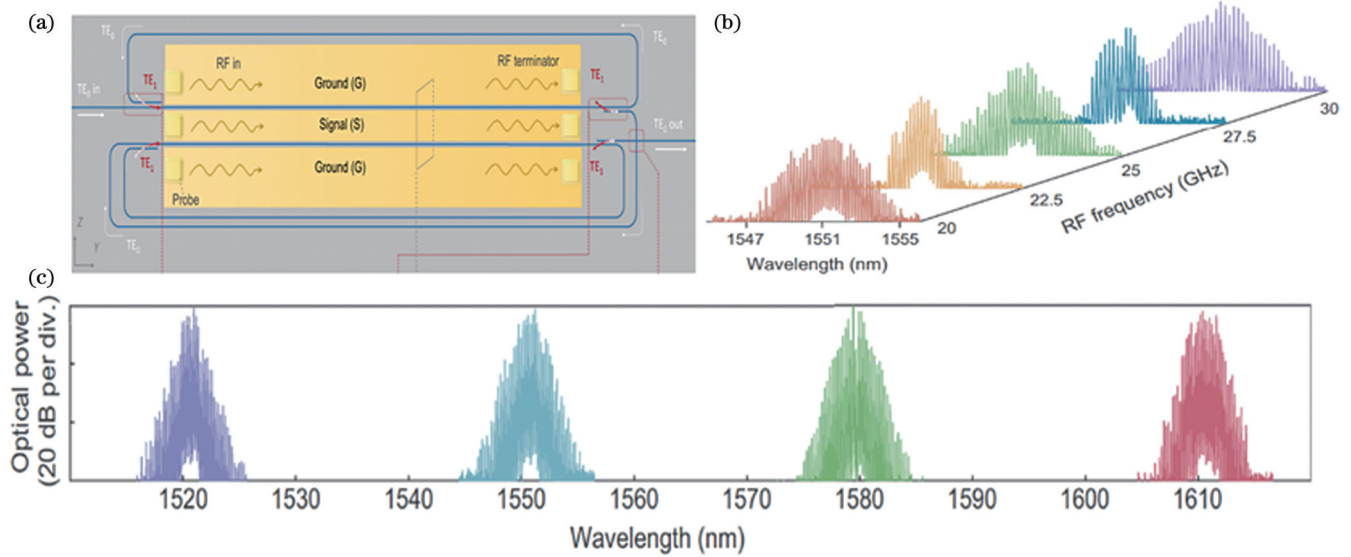 (a)
TE0
TE0
RF in
RF terminator
TE1
Ground (G)
TE1
TE0 in
Signal (S)
TE0 out
Ground (G)
TE1
Probe
Z
TE0
Y
(b)
30
27.5
25
22.5
20
RF frequency (GHz)
1547
1551
1555
Wavelength (nm)
(c)
Optical power
(20 dB per div.)
1520
1530
1540
1550
1560
1570
1580
1590
1600
1610
Wavelength (nm)